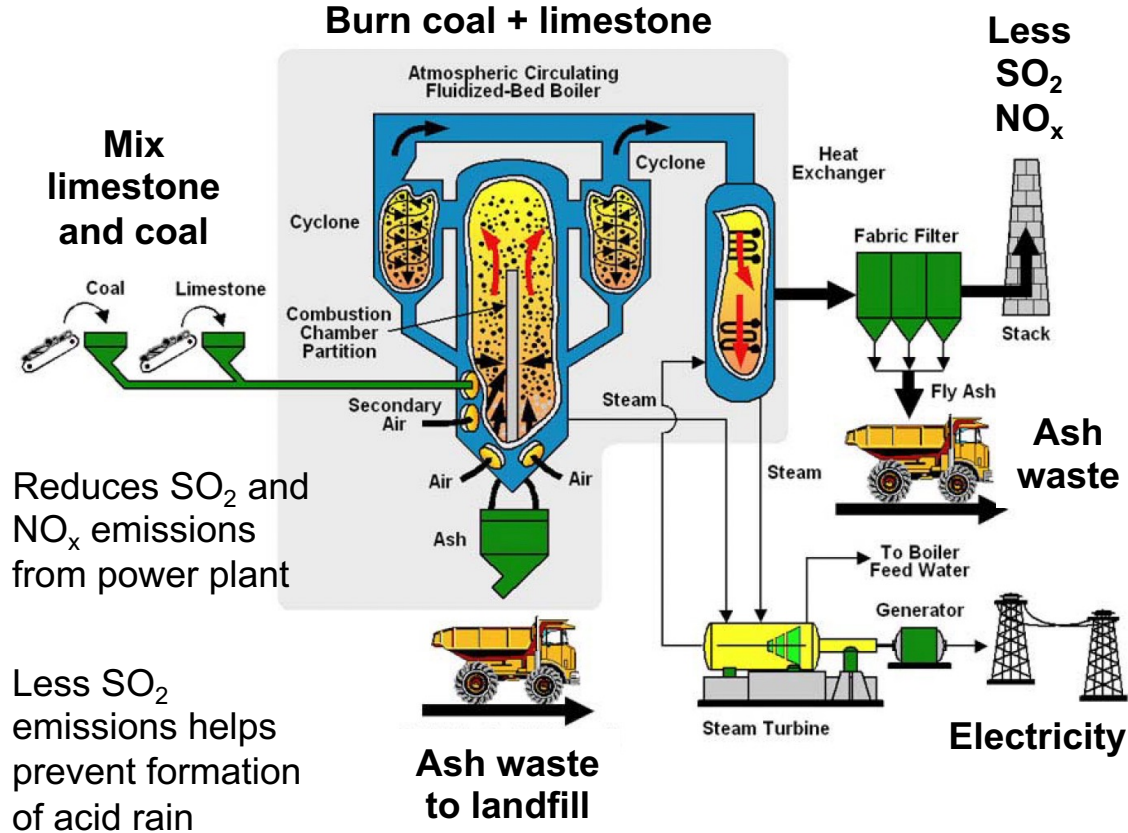 Burn coal + limestone
Atmospheric Circulating
Fluidized-Bed Boiler
Less
SO₂
NOₓ
Mix
limestone
and coal
Cyclone
Cyclone
Heat
Exchanger
Fabric Filter
Coal
Limestone
Combustion
Chamber
Partition
Stack
Secondary
Air
Steam
Fly Ash
Ash
waste
Air
Air
Steam
Reduces SO₂ and
NOₓ emissions
from power plant
Ash
To Boiler
Feed Water
Generator
Less SO₂
emissions helps
prevent formation
of acid rain
Steam Turbine
Electricity
Ash waste
to landfill